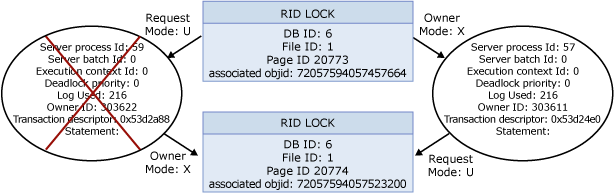 Request
Mode: U
RID LOCK
DB ID: 6
File ID: 1
Page ID 20773
associated objid: 72057594057457664
Owner
Mode: X
Server process Id: 59
Server batch Id: 0
Execution context Id: 0
Deadlock priority: 0
Log Used: 216
Owner ID: 303622
Transaction descriptor: 0x53d2a88
Statement:
Server process Id: 57
Server batch Id: 0
Execution context Id: 0
Deadlock priority: 0
Log Used: 216
Owner ID: 303611
Transaction descriptor: 0x53d24e0
Statement:
Owner
Mode: X
RID LOCK
DB ID: 6
File ID: 1
Page ID 20774
associated objid: 72057594057523200
Request
Mode: U